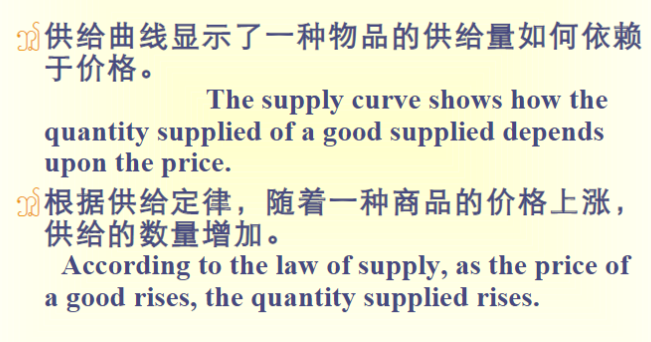 供给曲线显示了一种物品的供给量如何依赖
于价格。
The supply curve shows how the
quantity supplied of a good supplied depends
upon the price.
根据供给定律，随着一种商品的价格上涨，
供给的数量增加。
According to the law of supply, as the price of
a good rises, the quantity supplied rises.